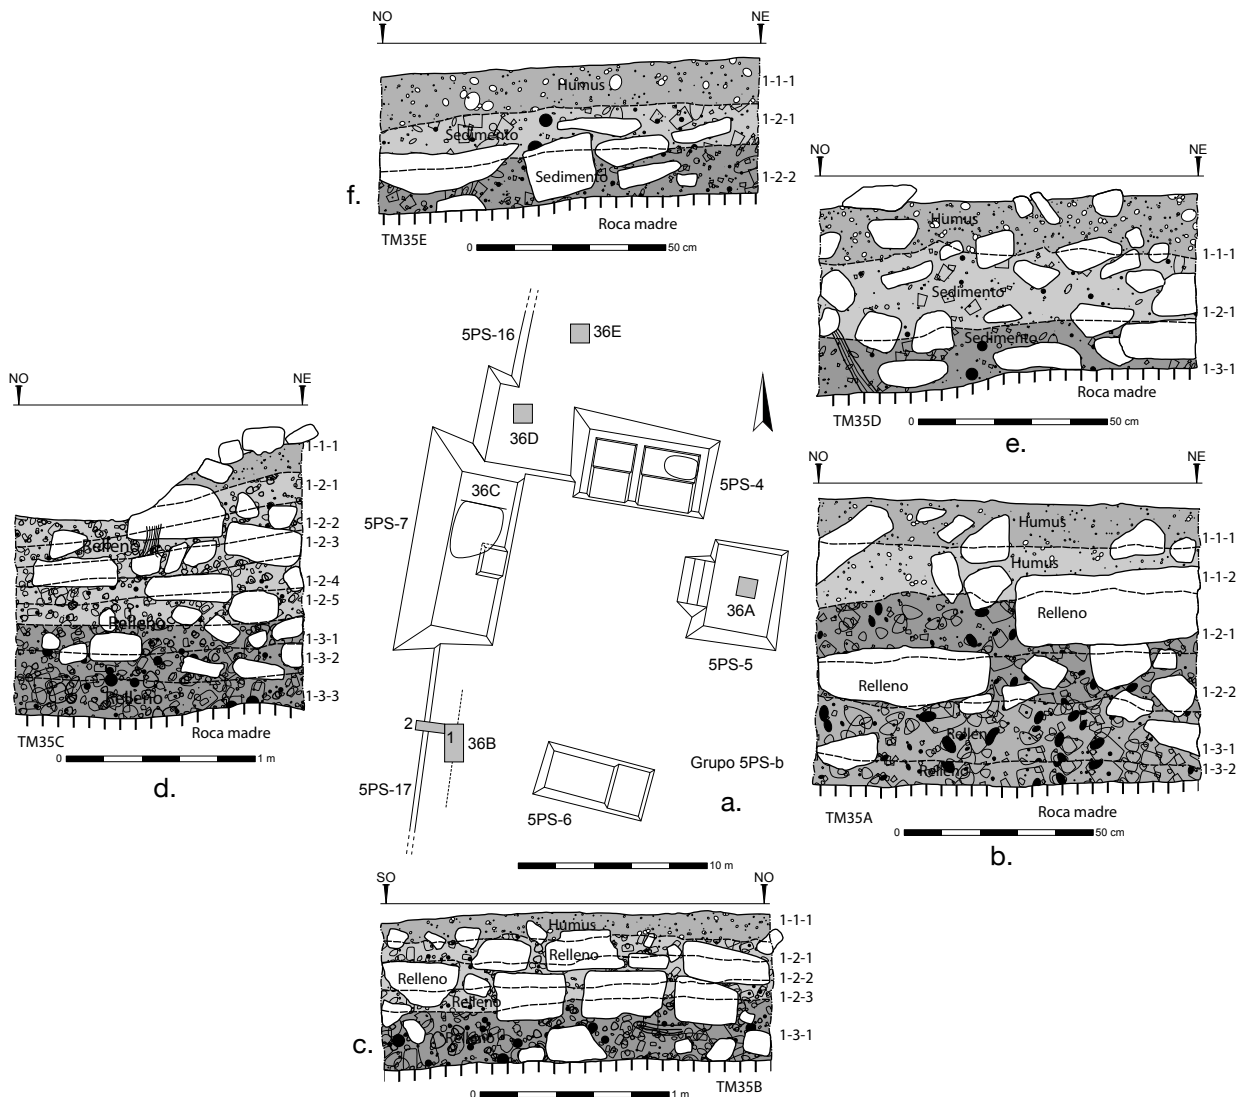 NO NE
Humus
1-1-1
1-2-1
Sedimento
Sedimento
1-2-2
f.
TM35E
Roca madre
0 50 cm
NO NE
Humus
1-1-1
Sedimento
1-2-1
Sedimento
1-3-1
TM35D
Roca madre
0 50 cm
e.
NO NE
1-1-1
1-2-1
1-2-2
Relleno
1-2-3
1-2-4
1-2-5
Relleno
1-3-1
1-3-2
Relleno
1-3-3
TM35C
Roca madre
0 1 m
d.
5PS-16
36E
36D
36C
5PS-7
5PS-4
36A
5PS-5
2
1
36B
5PS-17
5PS-6
Grupo 5PS-b
a.
10 m
NO NE
Humus
1-1-1
Humus
1-1-2
Relleno
1-2-1
Relleno
1-2-2
Relleno
1-3-1
Relleno
1-3-2
TM35A
Roca madre
0 50 cm
b.
SO NO
Humus
1-1-1
Relleno
1-2-1
Relleno
1-2-2
Relleno
1-2-3
Relleno
1-3-1
c.
TM35B
0 1 m